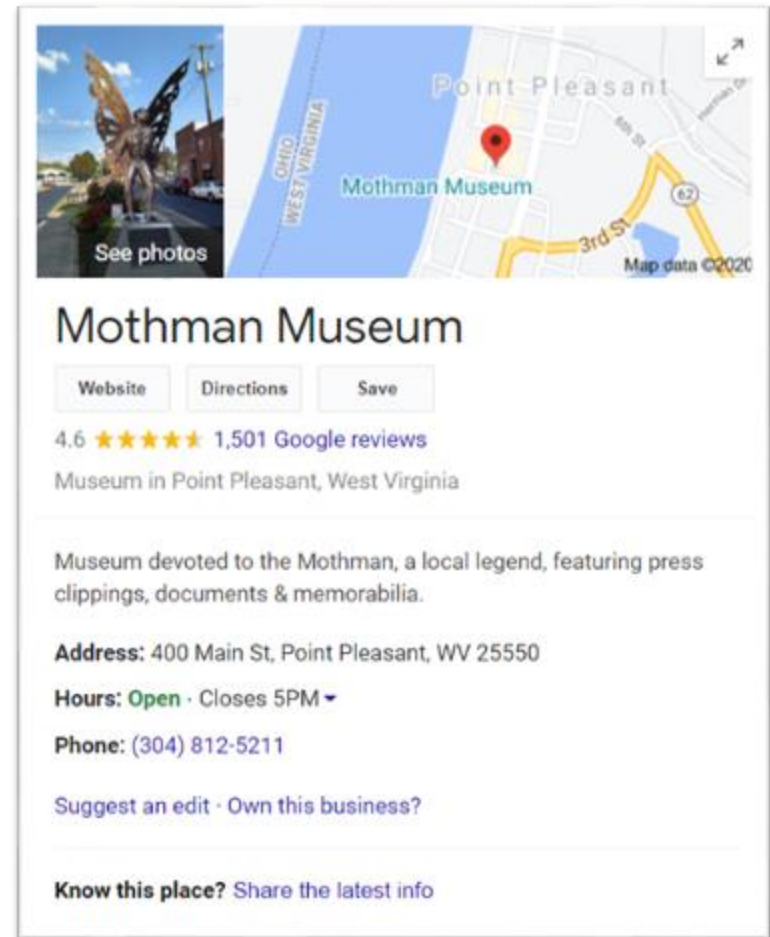 Point Pleasant
OHIO
WEST VIRGINIA
6th St
Mothman Museum
62
3rd St
See photos
Map data ©2020
Mothman Museum
Website Directions Save
4.6 1,501 Google reviews
Museum in Point Pleasant, West Virginia
Museum devoted to the Mothman, a local legend, featuring press
clippings, documents & memorabilia.
Address: 400 Main St, Point Pleasant, WV 25550
Hours: Open · Closes 5PM
Phone: (304) 812-5211
Suggest an edit · Own this business?
Know this place? Share the latest info